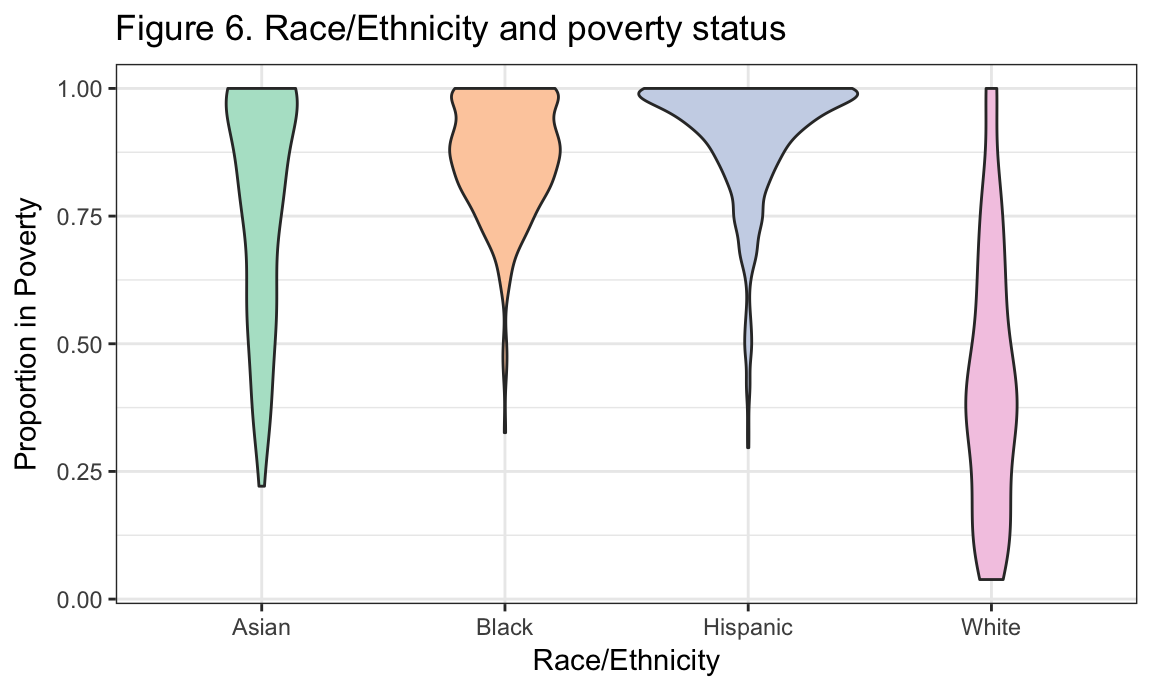 Figure 6. Race/Ethnicity and poverty status
Proportion in Poverty
1.00
0.75
0.50
0.25
0.00
Asian
Black
Hispanic
White
Race/Ethnicity